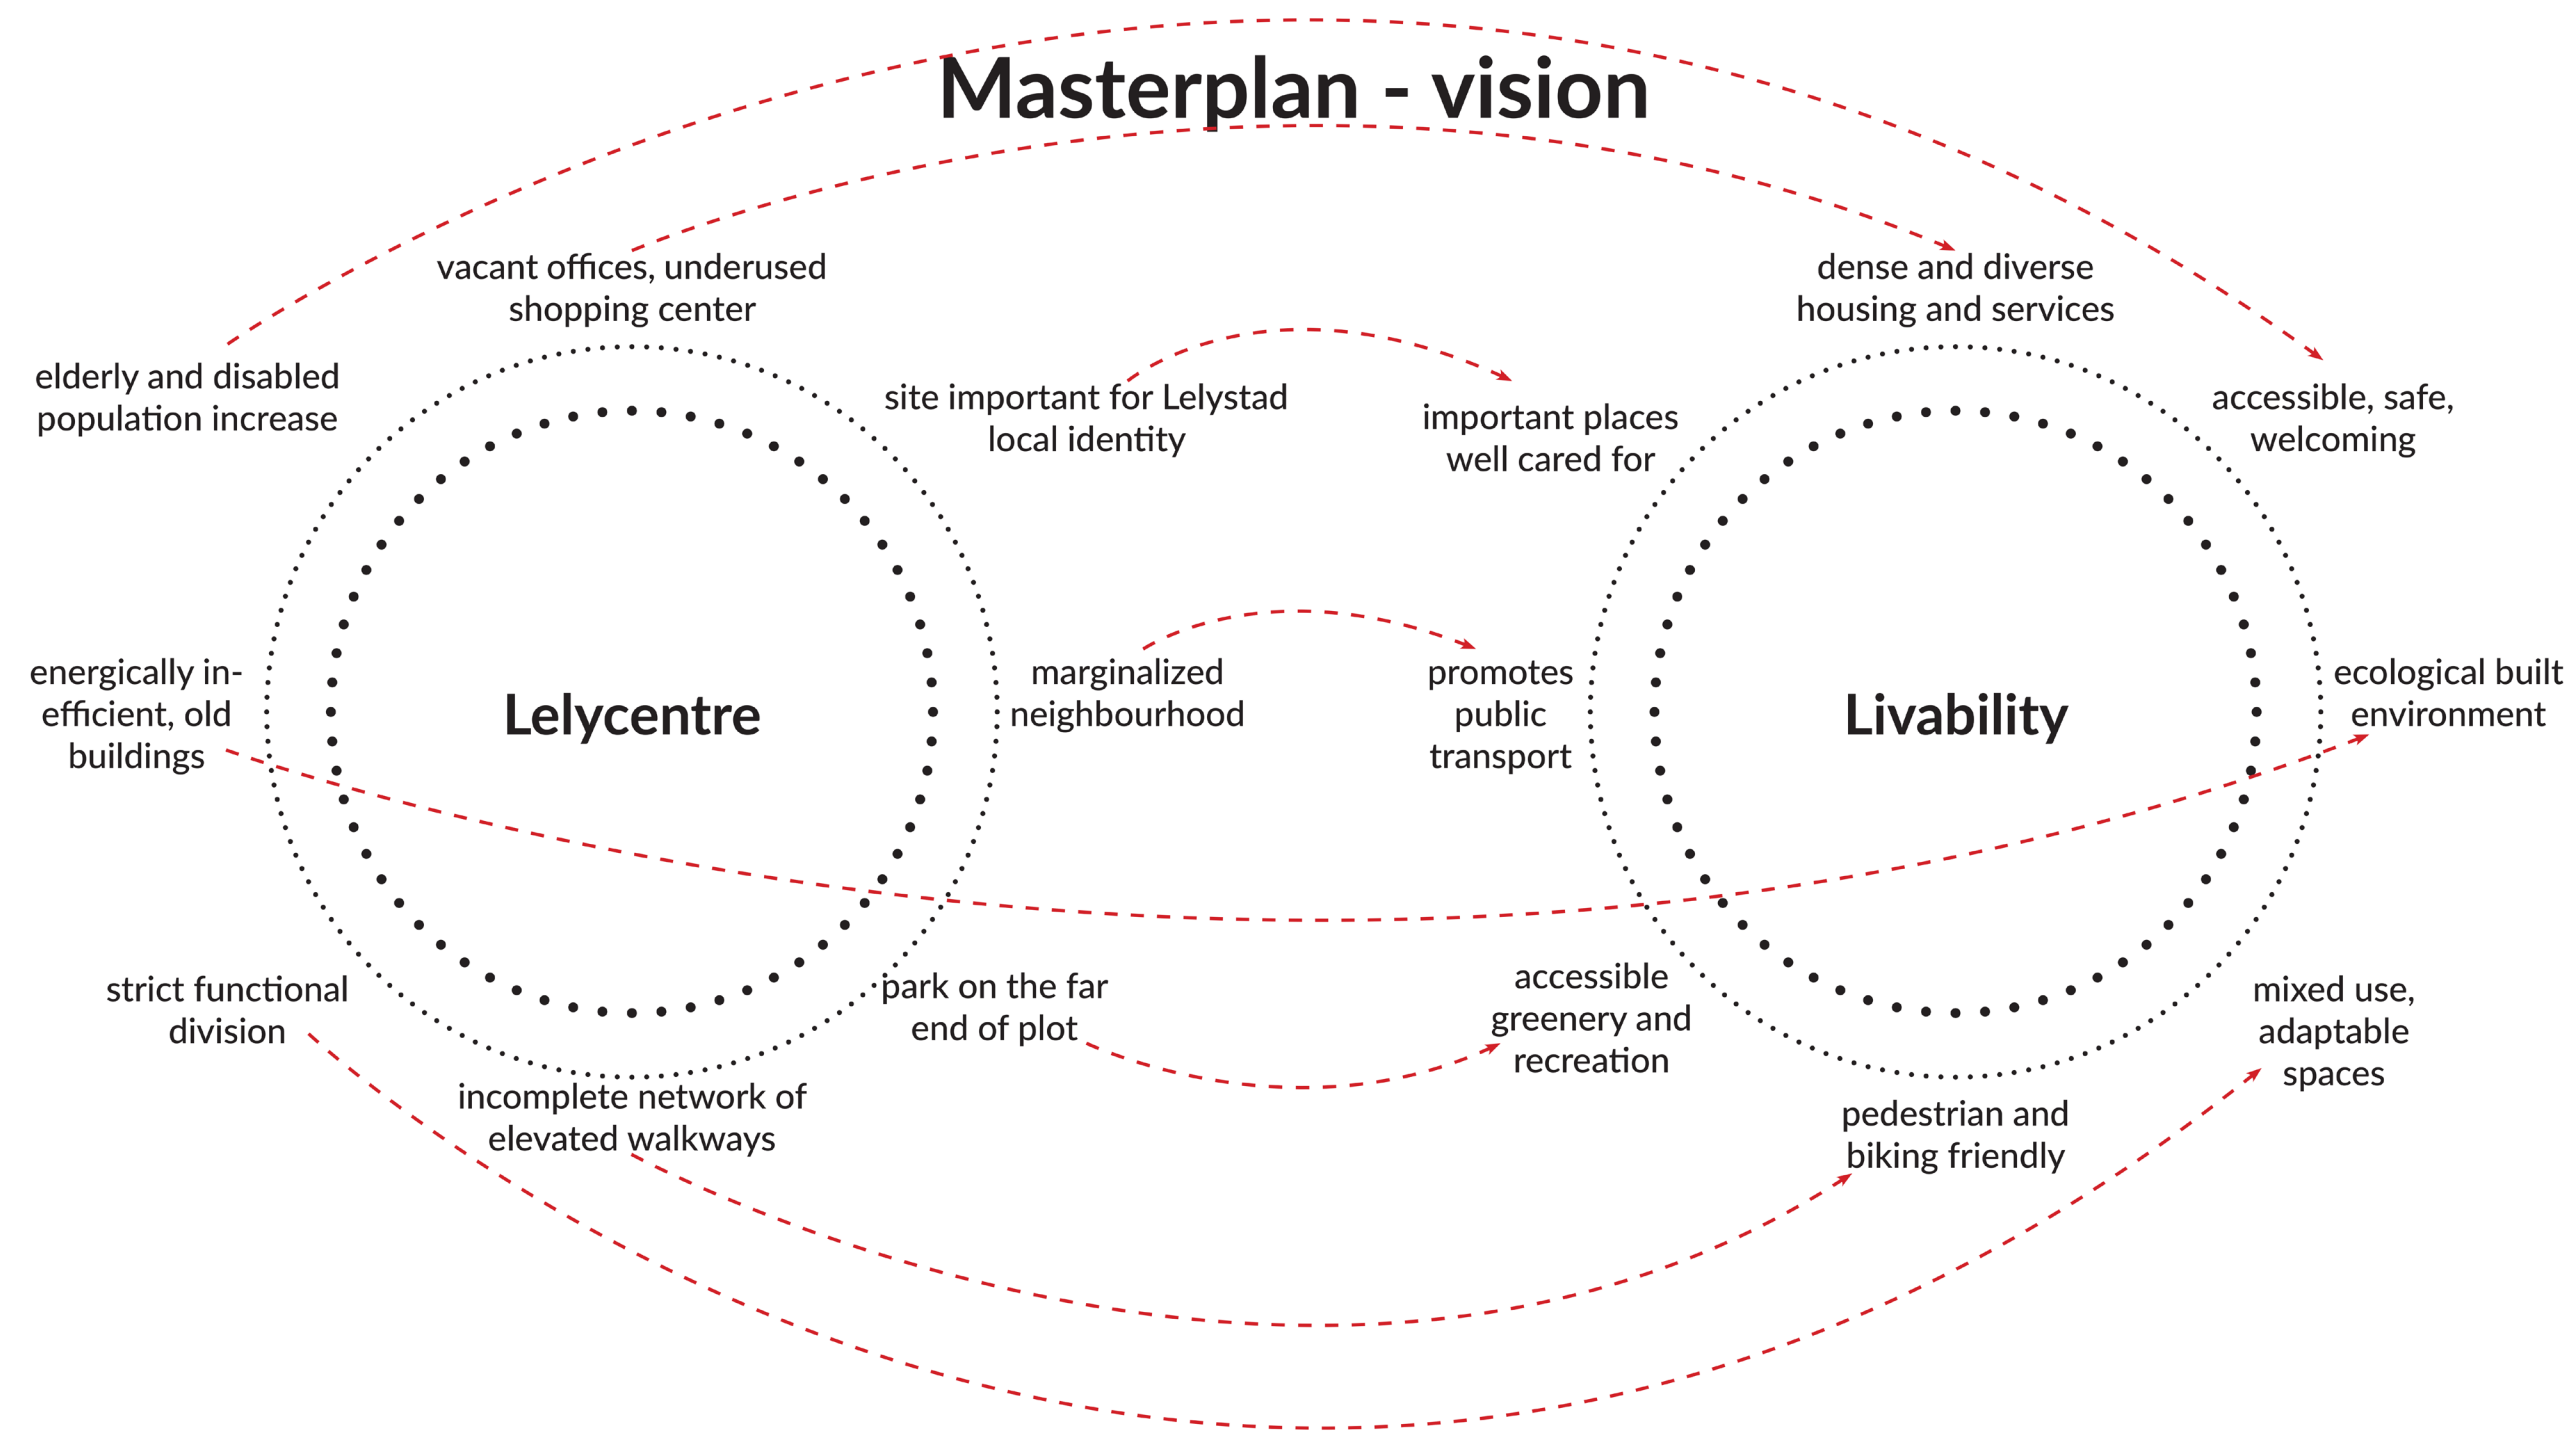 Masterplan - vision
vacant offices, underused
shopping center
elderly and disabled
population increase
site important for Lelystad
local identity
energically in-
efficient, old
buildings
Lelycentre
marginalized
neighbourhood
strict functional
division
park on the far
end of plot
incomplete network of
elevated walkways
dense and diverse
housing and services
important places
well cared for
accessible, safe,
welcoming
promotes
public
transport
Livability
ecological built
environment
accessible
greenery and
recreation
mixed use,
adaptable
spaces
pedestrian and
biking friendly